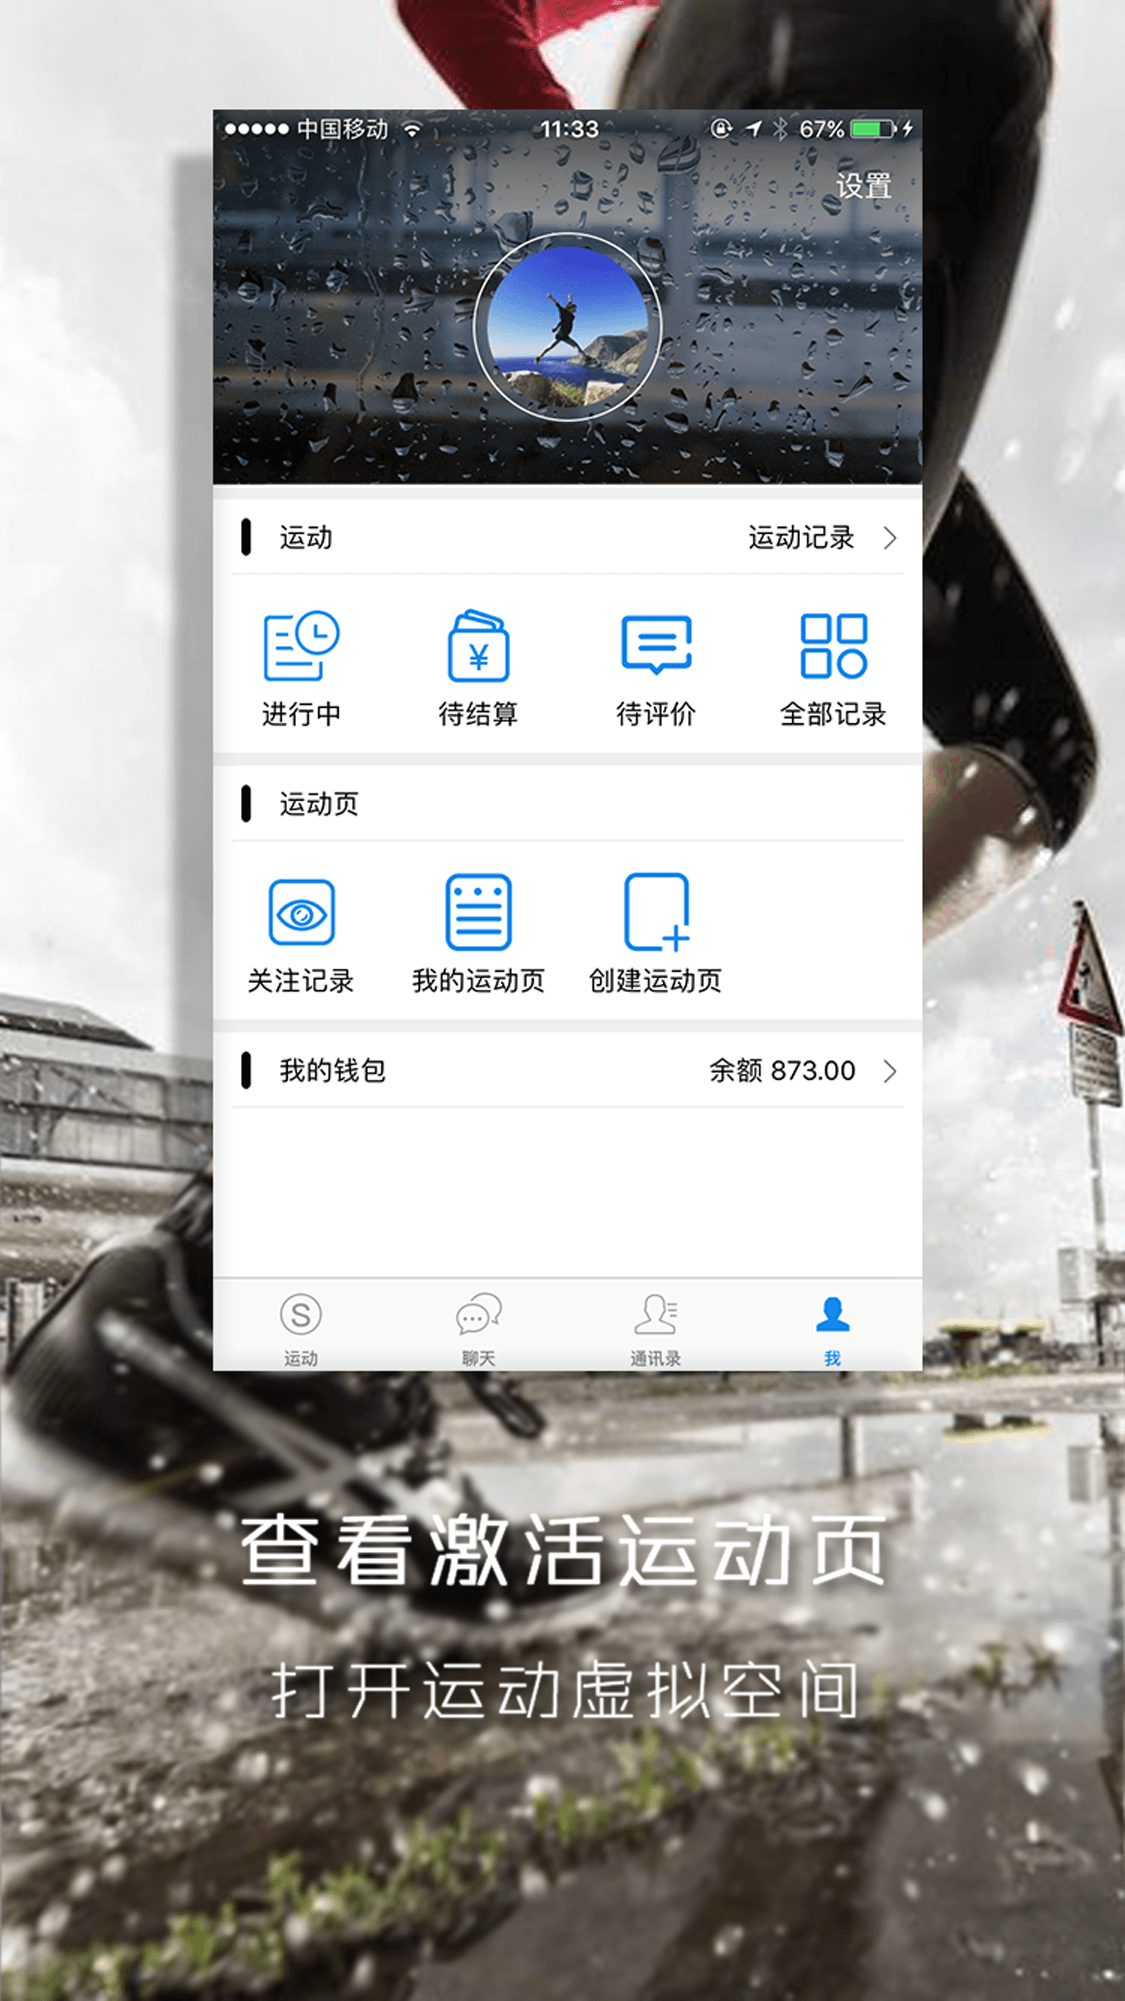 中国移动 11:33 67%
设置
运动 运动记录
进行中 待结算 待评价 全部记录
运动页
关注记录 我的运动页 创建运动页
我的钱包 余额 873.00
S
运动 聊天 通讯录 我
查看激活运动页
打开运动虚拟空间